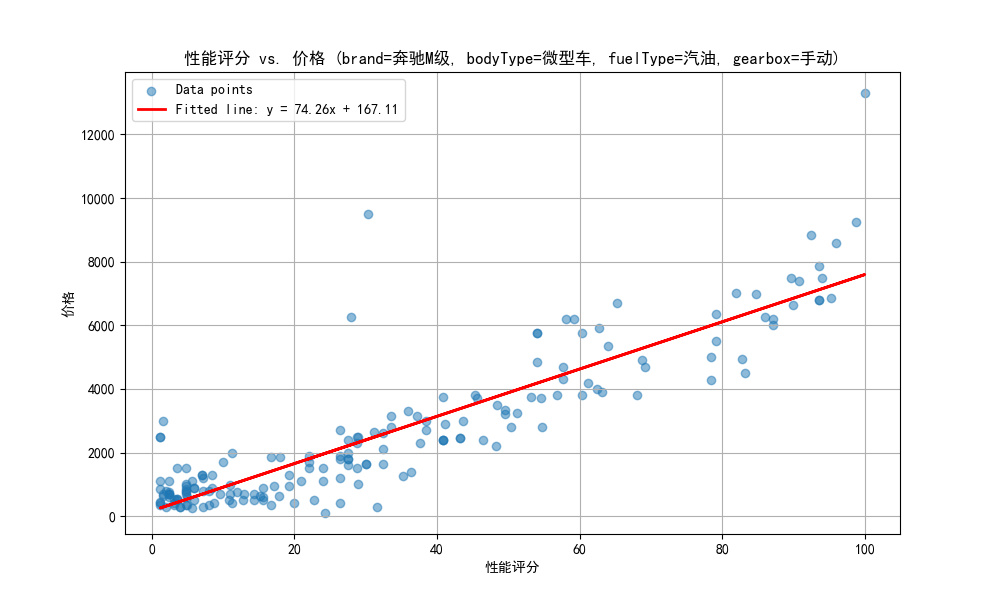 性能评分 vs. 价格 (brand=奔驰M级, bodyType=微型车, fuelType=汽油, gearbox=手动)
Data points
Fitted line: y = 74.26x + 167.11
12000
10000
8000
6000
4000
2000
0
价格
0 20 40 60 80 100
性能评分